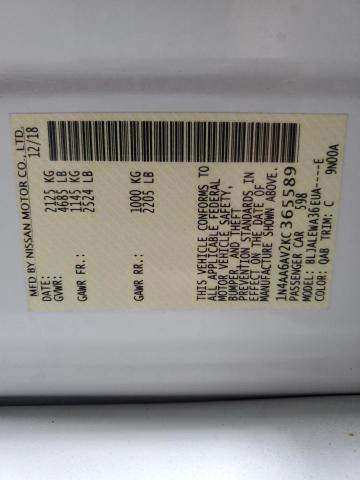 MFD BY NISSAN MOTOR CO., LTD.
DATE: 12/18
GVWR: 2125 KG
4685 LB
GAWR FR.: 1145 KG
2524 LB
GAWR RR.: 1000 KG
2205 LB
THIS VEHICLE CONFORMS TO
ALL APPLICABLE FEDERAL
MOTOR VEHICLE SAFETY,
BUMPER, AND THEFT
PREVENTION STANDARDS IN
EFFECT ON THE DATE OF
MANUFACTURE SHOWN ABOVE.
1N4AA6AV2KC365589
PASSENGER CAR 598
MODEL: BLJALEWA36EUA----E
COLOR: QAB TRIM: C 9N00A